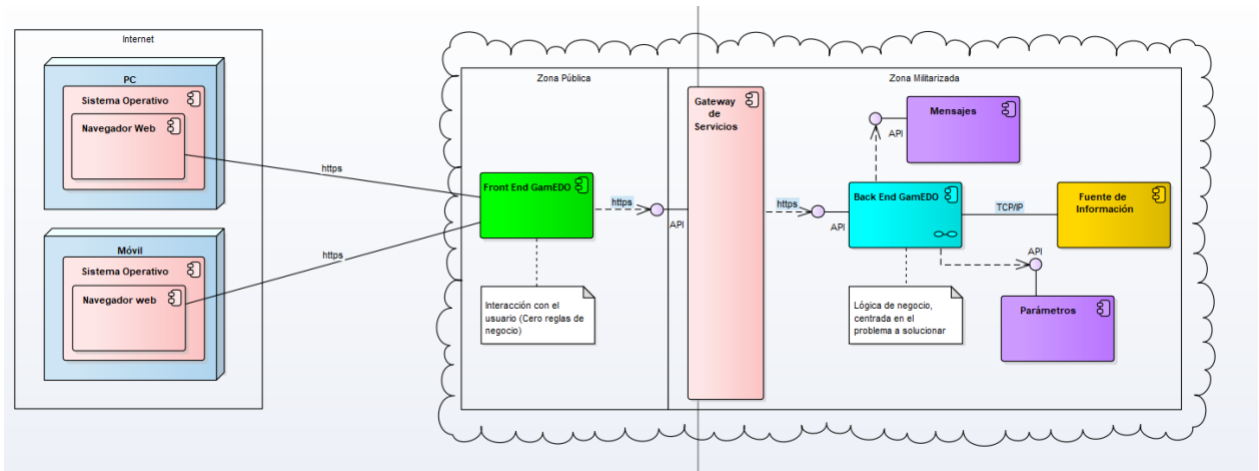 Internet
PC
Sistema Operativo
Navegador Web
https
Móvil
Sistema Operativo
Navegador web
https
Zona Pública
Front End GamEDO
https
API
Interacción con el
usuario (Cero reglas de
negocio)
Zona Militarizada
Gateway
de
Servicios
https
API
Mensajes
API
Back End GamEDO
TCP/IP
Fuente de
Información
API
Parámetros
Lógica de negocio,
centrada en el
problema a solucionar